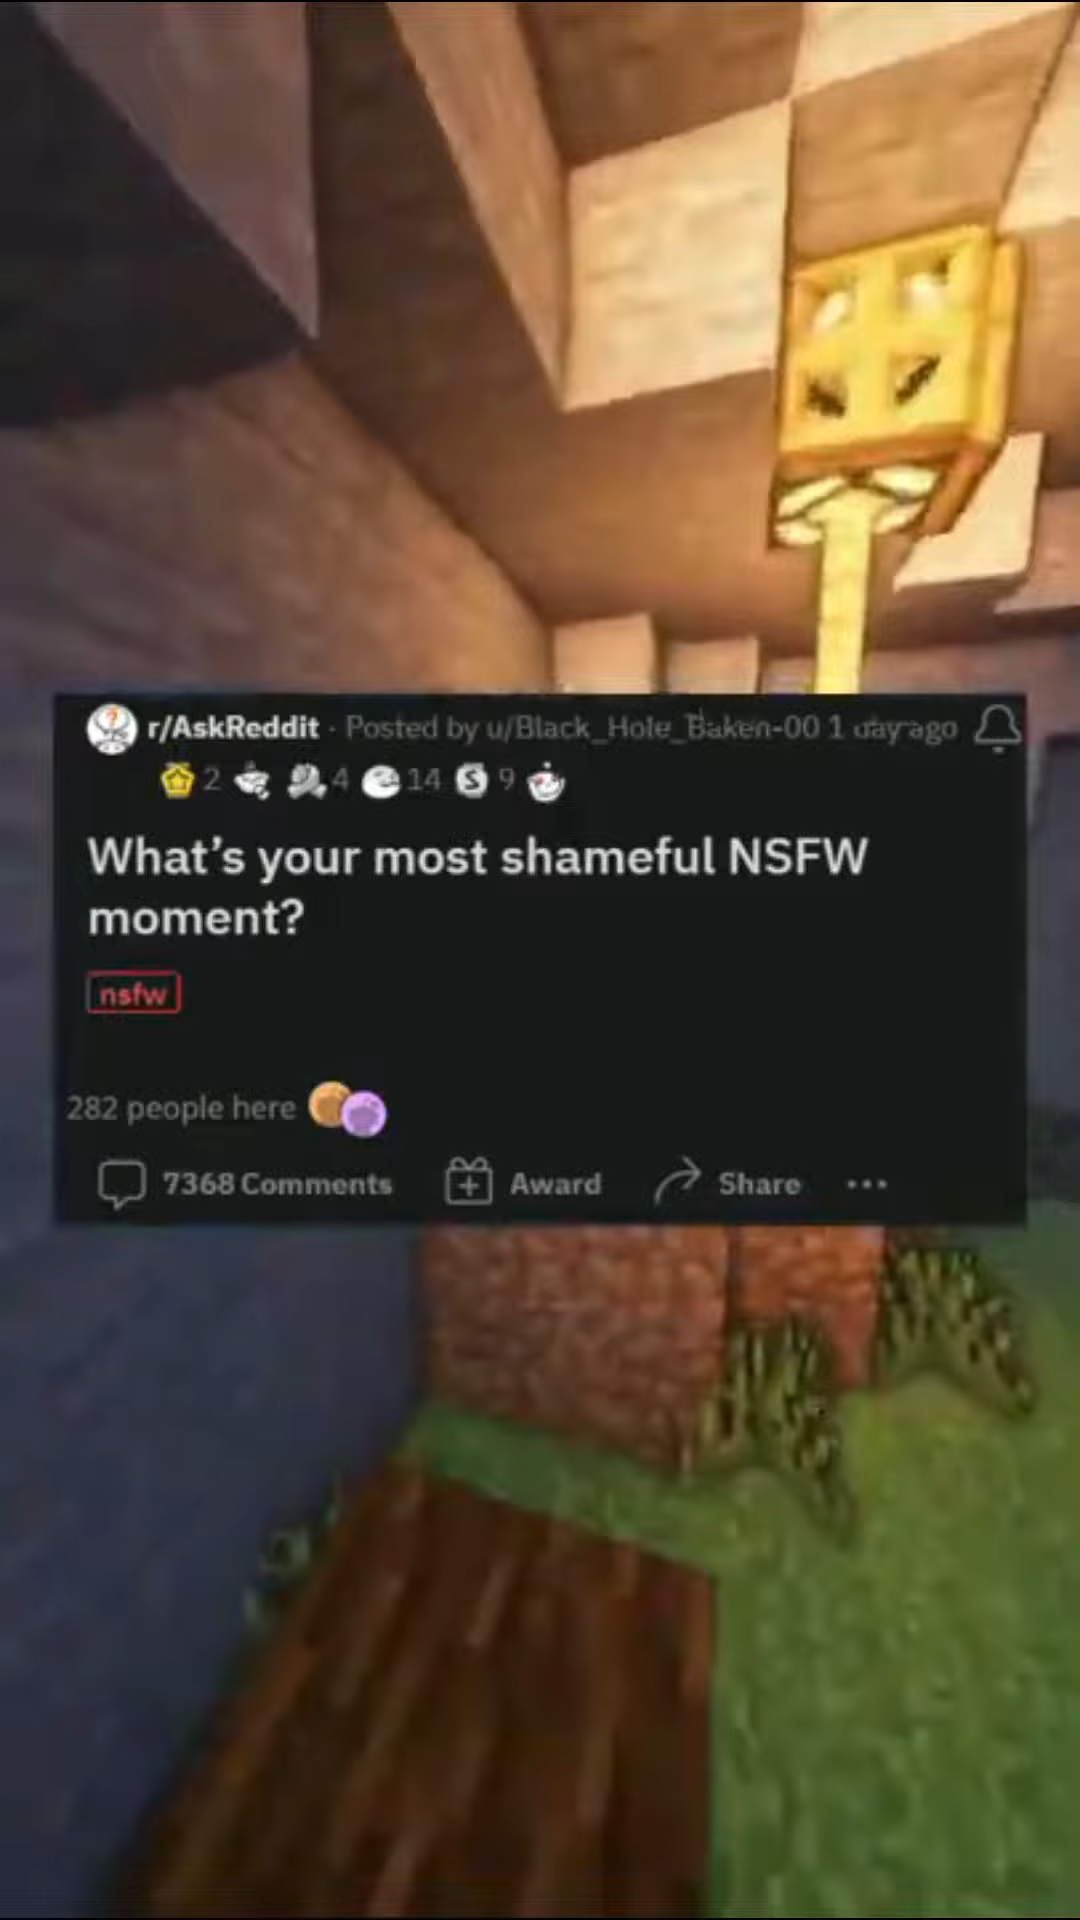 r/AskReddit · Posted by u/Black_Hole_Baken-00 1 day ago
2 4 14 S 9
What's your most shameful NSFW
moment?
nsfw
282 people here
7368 Comments Award Share ...